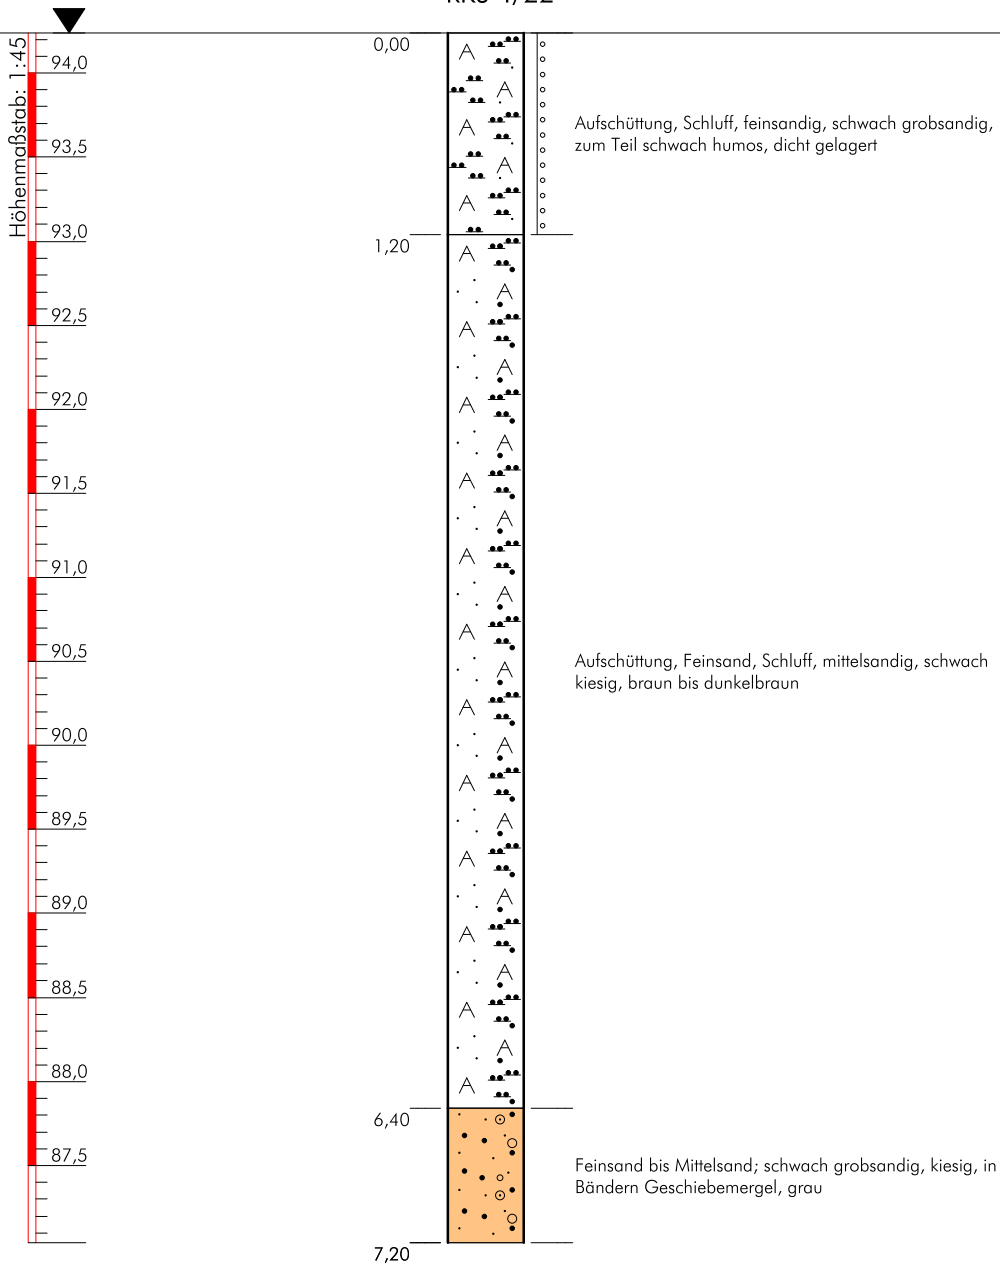 Höhenmaßstab: 1:45
94,0
93,5
93,0
92,5
92,0
91,5
91,0
90,5
90,0
89,5
89,0
88,5
88,0
87,5
0,00
Aufschüttung, Schluff, feinsandig, schwach grobsandig,
zum Teil schwach humos, dicht gelagert
1,20
Aufschüttung, Feinsand, Schluff, mittelsandig, schwach
kiesig, braun bis dunkelbraun
6,40
Feinsand bis Mittelsand; schwach grobsandig, kiesig, in
Bändern Geschiebemergel, grau
7,20